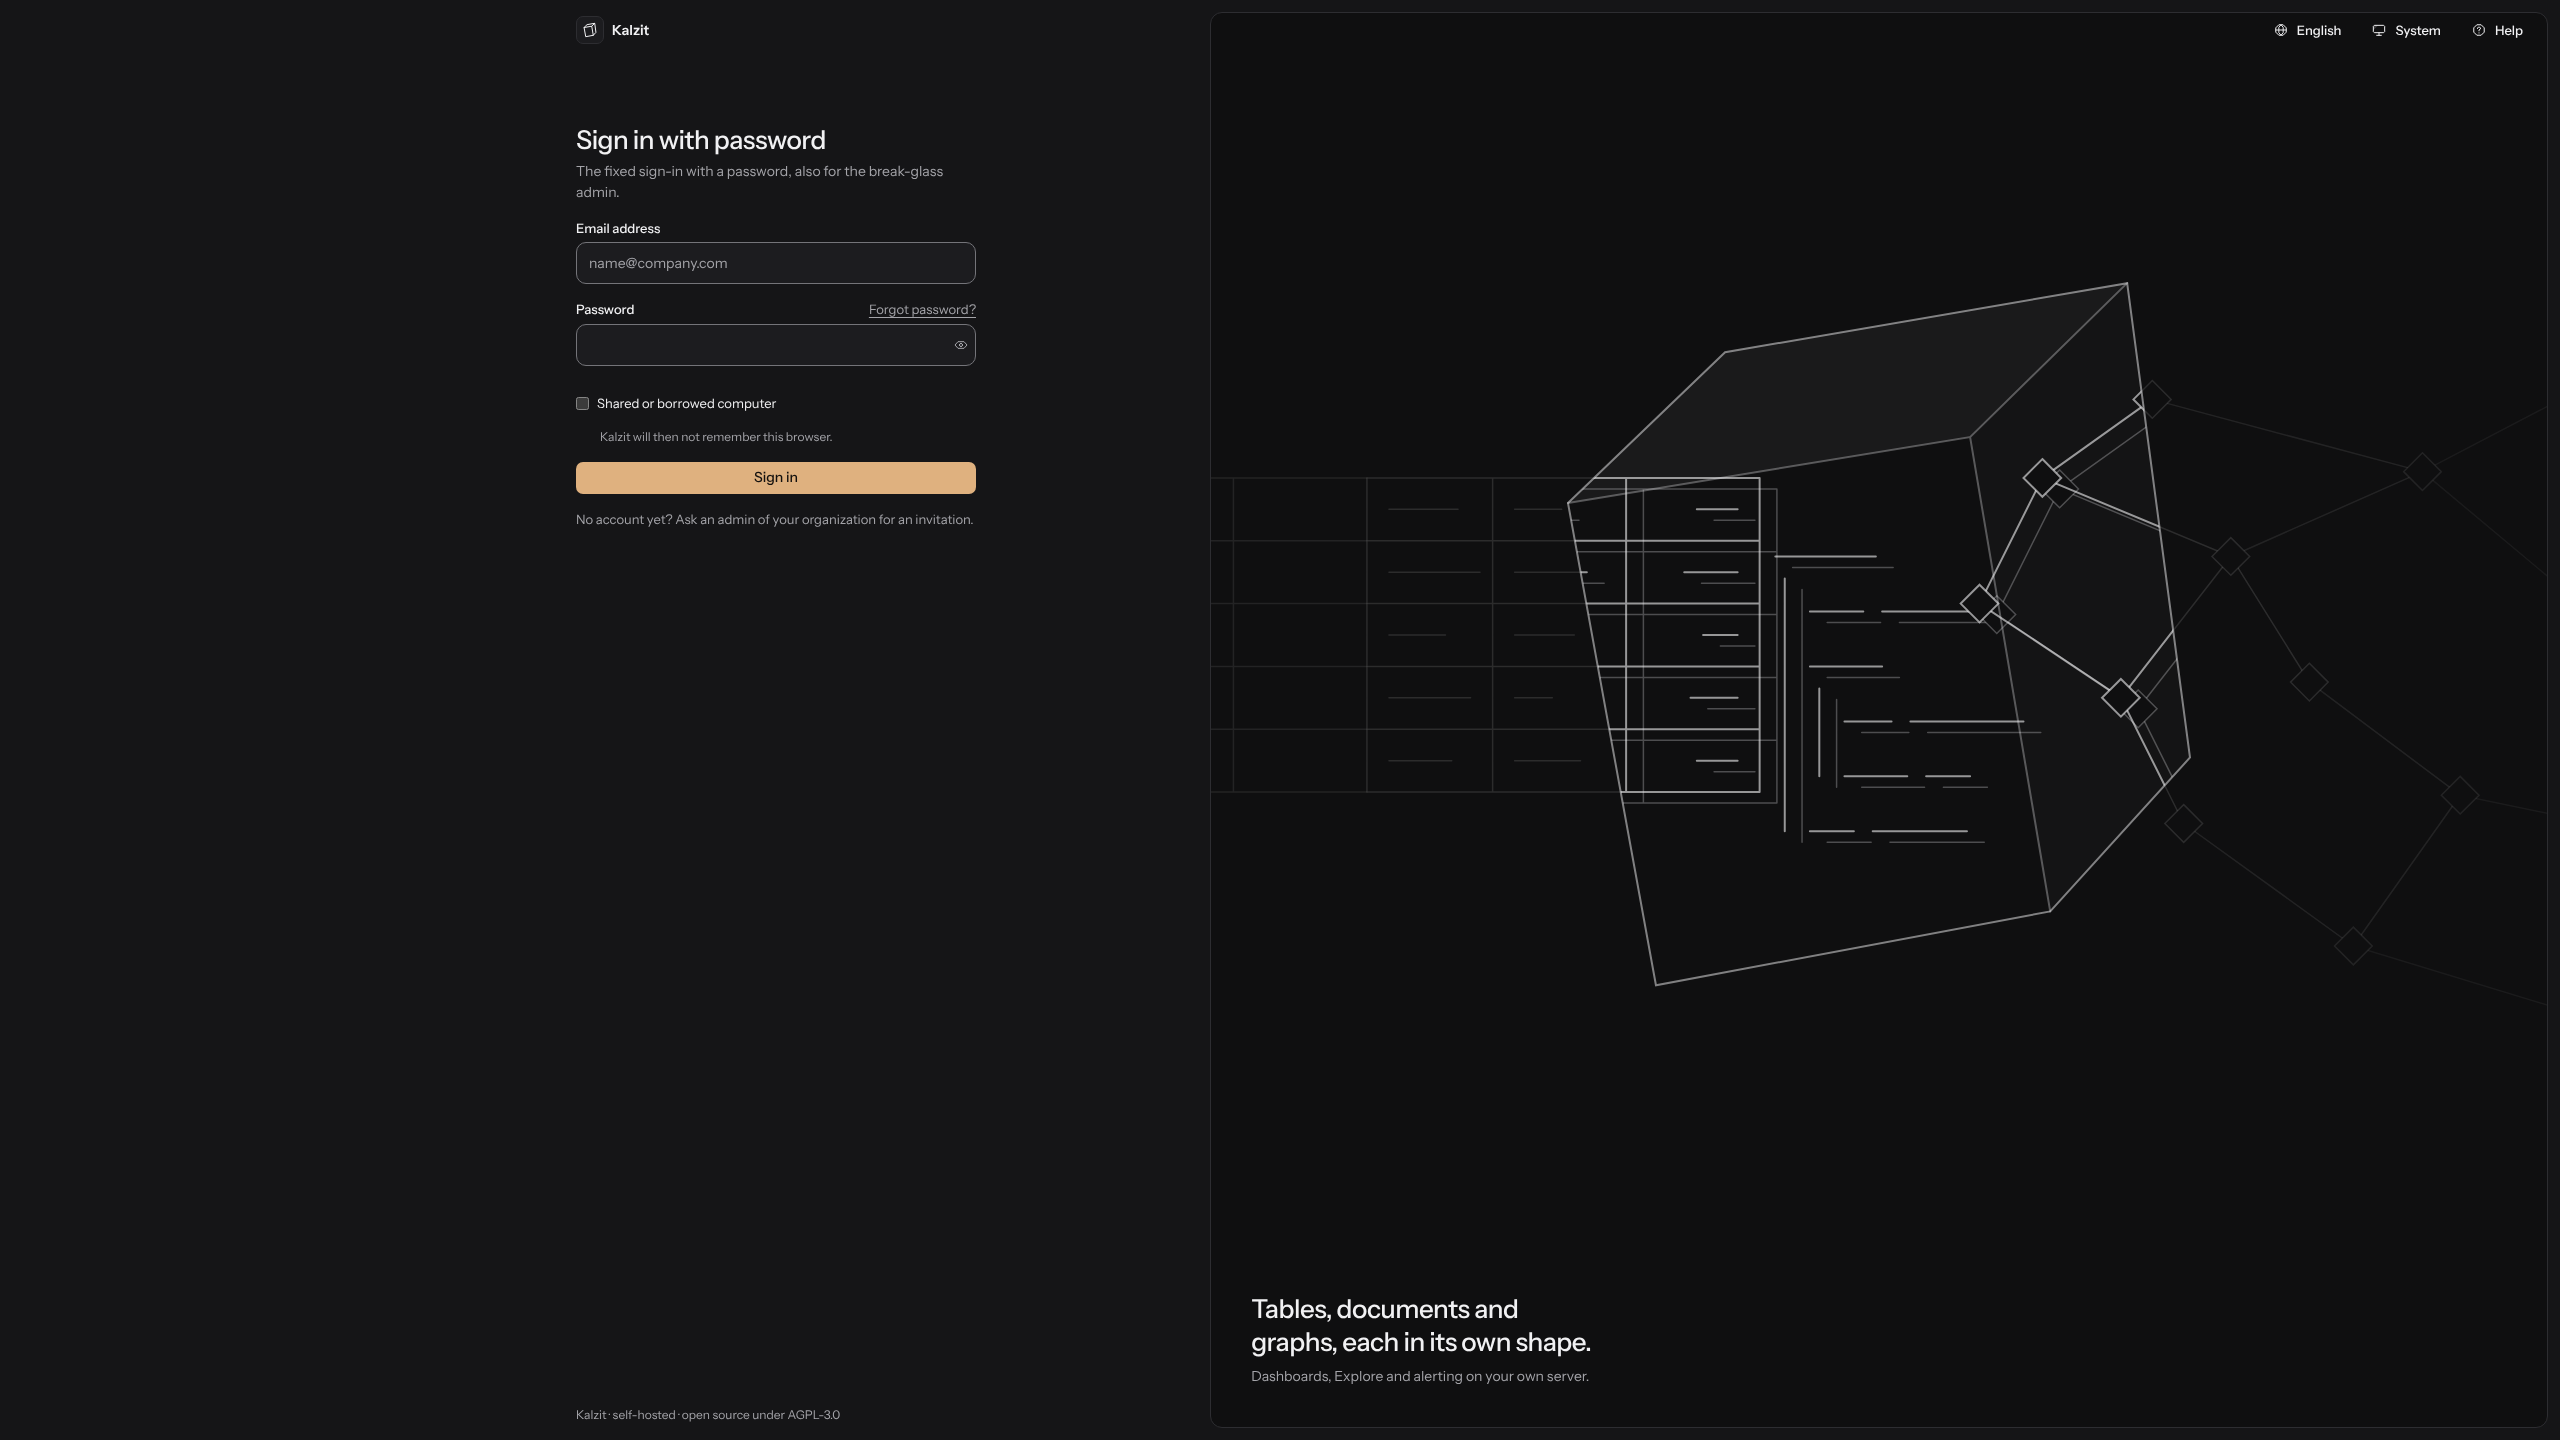 Kalzit
English
System
Help
Sign in with password
The fixed sign-in with a password, also for the break-glass
admin.
Email address
name@company.com
Password
Forgot password?
Shared or borrowed computer
Kalzit will then not remember this browser.
Sign in
No account yet? Ask an admin of your organization for an invitation.
Tables, documents and
graphs, each in its own shape.
Dashboards, Explore and alerting on your own server.
Kalzit · self-hosted · open source under AGPL-3.0